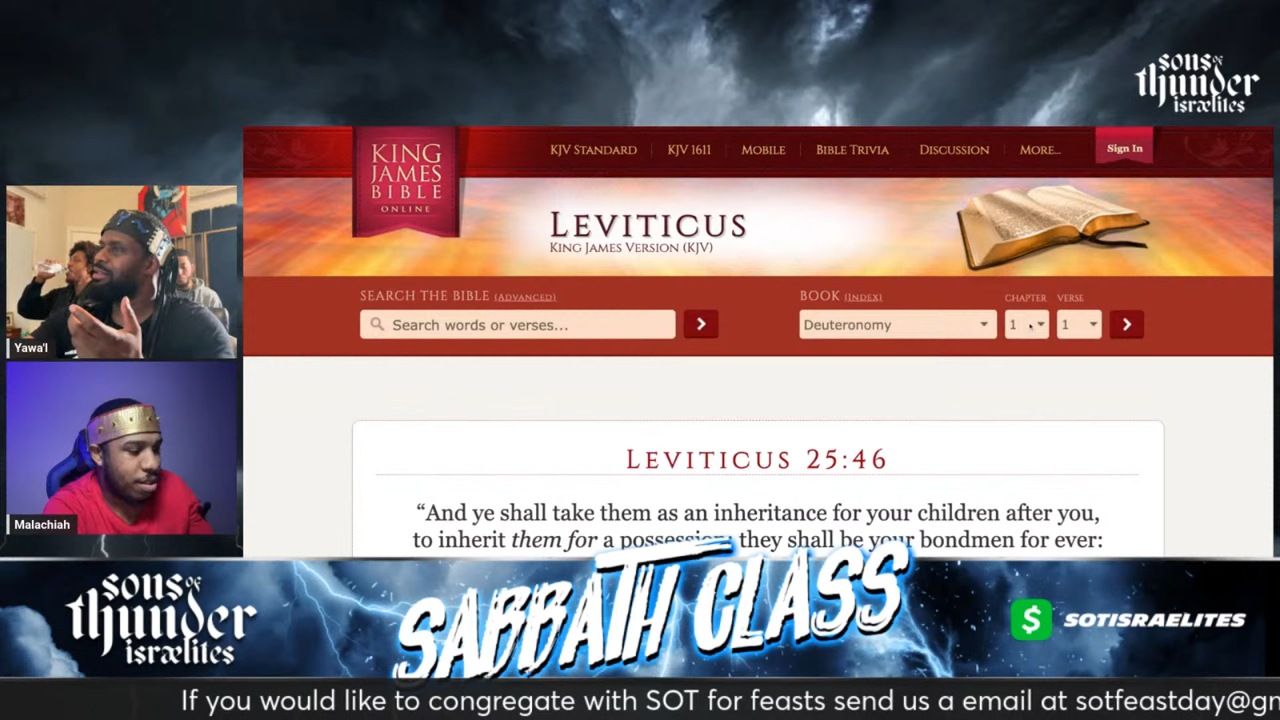 sons of
thunder
israelites
KING
JAMES
BIBLE
ONLINE
KJV STANDARD
KJV 1611
MOBILE
BIBLE TRIVIA
DISCUSSION
MORE...
Sign In
LEVITICUS
KING JAMES VERSION (KJV)
SEARCH THE BIBLE (ADVANCED)
Search words or verses...
BOOK (INDEX)
CHAPTER
VERSE
Deuteronomy
1
1
Yawa'l
Malachiah
LEVITICUS 25:46
“And ye shall take them as an inheritance for your children after you,
to inherit them for a possession; they shall be your bondmen for ever:
sons of
thunder
israelites
SABBATH CLASS
$ SOTISRAELITES
If you would like to congregate with SOT for feasts send us a email at sotfeastday@gm